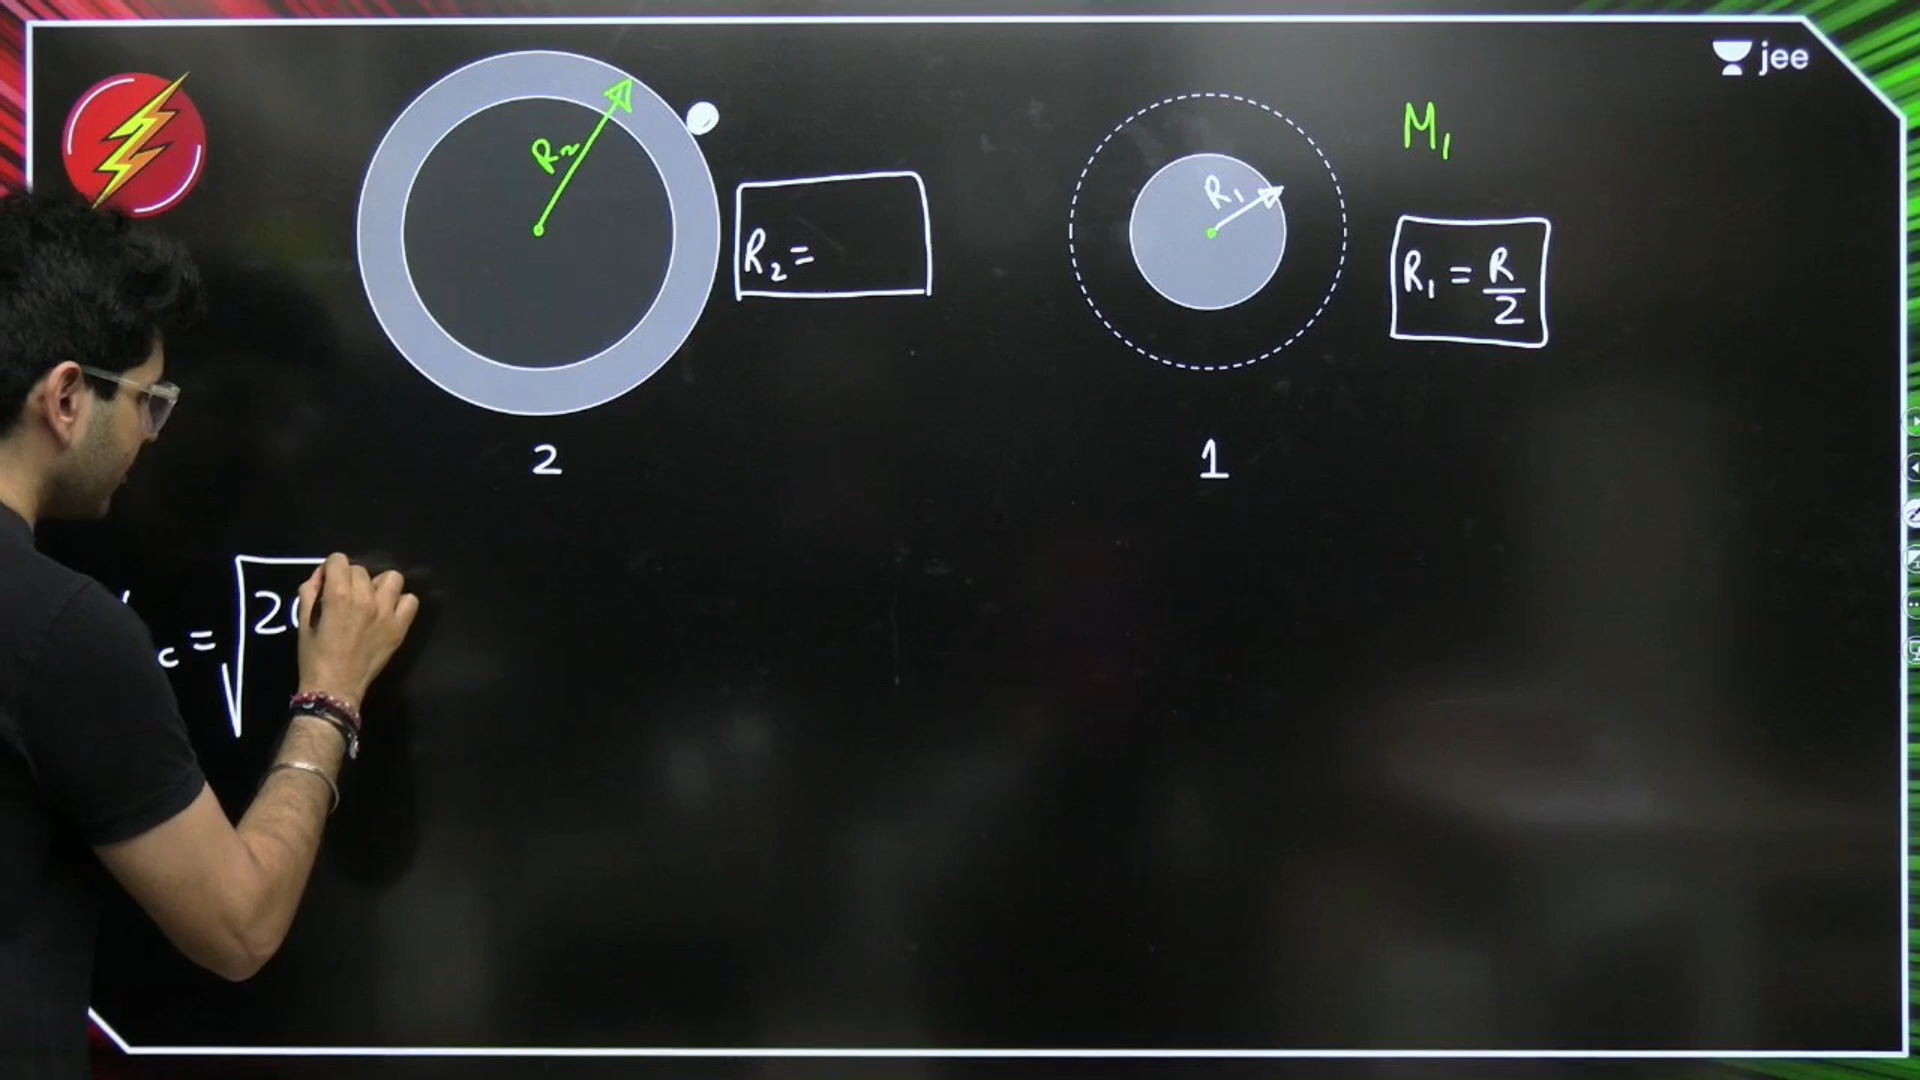 jee
M₁
R₂
R₁
R₂ =
R₁ = R/2
2
1
c = √2